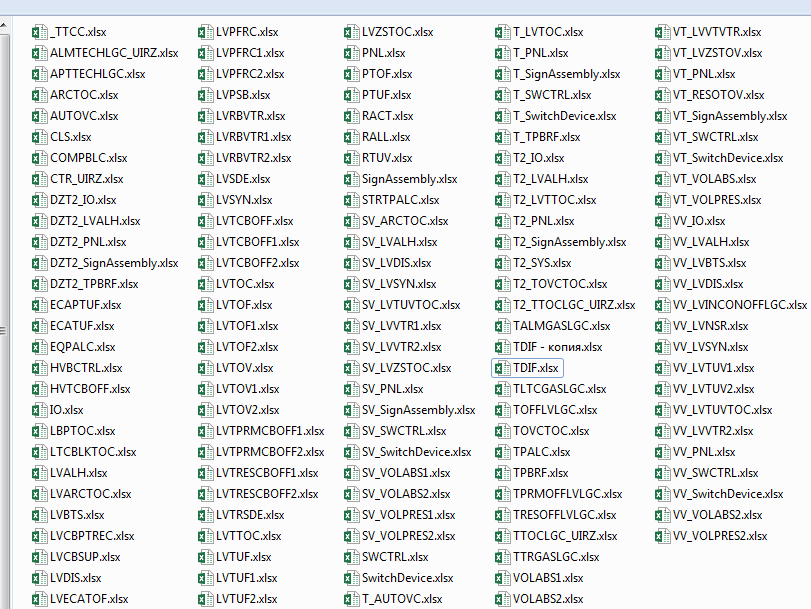 _TTCC.xlsx
ALMTECHLGC_UIRZ.xlsx
APTTECHLGC.xlsx
ARCTOC.xlsx
AUTOVC.xlsx
CLS.xlsx
COMPBLC.xlsx
CTR_UIRZ.xlsx
DZT2_IO.xlsx
DZT2_LVALH.xlsx
DZT2_PNL.xlsx
DZT2_SignAssembly.xlsx
DZT2_TPBRF.xlsx
ECAPTUF.xlsx
ECATUF.xlsx
EQPALC.xlsx
HVBCTRL.xlsx
HVTCBOFF.xlsx
IO.xlsx
LBPTOC.xlsx
LTCBLKTOC.xlsx
LVALH.xlsx
LVARCTOC.xlsx
LVBTS.xlsx
LVCBPTREC.xlsx
LVCBSUP.xlsx
LVDIS.xlsx
LVECATOF.xlsx
LVPFRC.xlsx
LVPFRC1.xlsx
LVPFRC2.xlsx
LVPSB.xlsx
LVRBVTR.xlsx
LVRBVTR1.xlsx
LVRBVTR2.xlsx
LVSDE.xlsx
LVSYN.xlsx
LVTCBOFF.xlsx
LVTCBOFF1.xlsx
LVTCBOFF2.xlsx
LVTOC.xlsx
LVTOF.xlsx
LVTOF1.xlsx
LVTOF2.xlsx
LVTOV.xlsx
LVTOV1.xlsx
LVTOV2.xlsx
LVTPRMCBOFF1.xlsx
LVTPRMCBOFF2.xlsx
LVTRESCBOFF1.xlsx
LVTRESCBOFF2.xlsx
LVTRSDE.xlsx
LVTTOC.xlsx
LVTUF.xlsx
LVTUF1.xlsx
LVTUF2.xlsx
LVZSTOC.xlsx
PNL.xlsx
PTOF.xlsx
PTUF.xlsx
RACT.xlsx
RALL.xlsx
RTUV.xlsx
SignAssembly.xlsx
STRTPALC.xlsx
SV_ARCTOC.xlsx
SV_LVALH.xlsx
SV_LVDIS.xlsx
SV_LVSYN.xlsx
SV_LVTUVTOC.xlsx
SV_LVVTR1.xlsx
SV_LVVTR2.xlsx
SV_LVZSTOC.xlsx
SV_PNL.xlsx
SV_SignAssembly.xlsx
SV_SWCTRL.xlsx
SV_SwitchDevice.xlsx
SV_VOLABS1.xlsx
SV_VOLABS2.xlsx
SV_VOLPRES1.xlsx
SV_VOLPRES2.xlsx
SWCTRL.xlsx
SwitchDevice.xlsx
T_AUTOVC.xlsx
T_LVTOC.xlsx
T_PNL.xlsx
T_SignAssembly.xlsx
T_SWCTRL.xlsx
T_SwitchDevice.xlsx
T_TPBRF.xlsx
T2_IO.xlsx
T2_LVALH.xlsx
T2_LVTTOC.xlsx
T2_PNL.xlsx
T2_SignAssembly.xlsx
T2_SYS.xlsx
T2_TOVCTOC.xlsx
T2_TTOCLGC_UIRZ.xlsx
TALMGASLGC.xlsx
TDIF - копия.xlsx
TDIF.xlsx
TLTCGASLGC.xlsx
TOFFLVLGC.xlsx
TOVCTOC.xlsx
TPALC.xlsx
TPBRF.xlsx
TPRMOFFLVLGC.xlsx
TRESOFFLVLGC.xlsx
TTOCLGC_UIRZ.xlsx
TTRGASLGC.xlsx
VOLABS1.xlsx
VOLABS2.xlsx
VT_LVVTVTR.xlsx
VT_LVZSTOV.xlsx
VT_PNL.xlsx
VT_RESOTOV.xlsx
VT_SignAssembly.xlsx
VT_SWCTRL.xlsx
VT_SwitchDevice.xlsx
VT_VOLABS.xlsx
VT_VOLPRES.xlsx
VV_IO.xlsx
VV_LVALH.xlsx
VV_LVBTS.xlsx
VV_LVDIS.xlsx
VV_LVINCONOFFLGC.xlsx
VV_LVNSR.xlsx
VV_LVSYN.xlsx
VV_LVTUV1.xlsx
VV_LVTUV2.xlsx
VV_LVTUVTOC.xlsx
VV_LVVTR2.xlsx
VV_PNL.xlsx
VV_SWCTRL.xlsx
VV_SwitchDevice.xlsx
VV_VOLABS2.xlsx
VV_VOLPRES2.xlsx